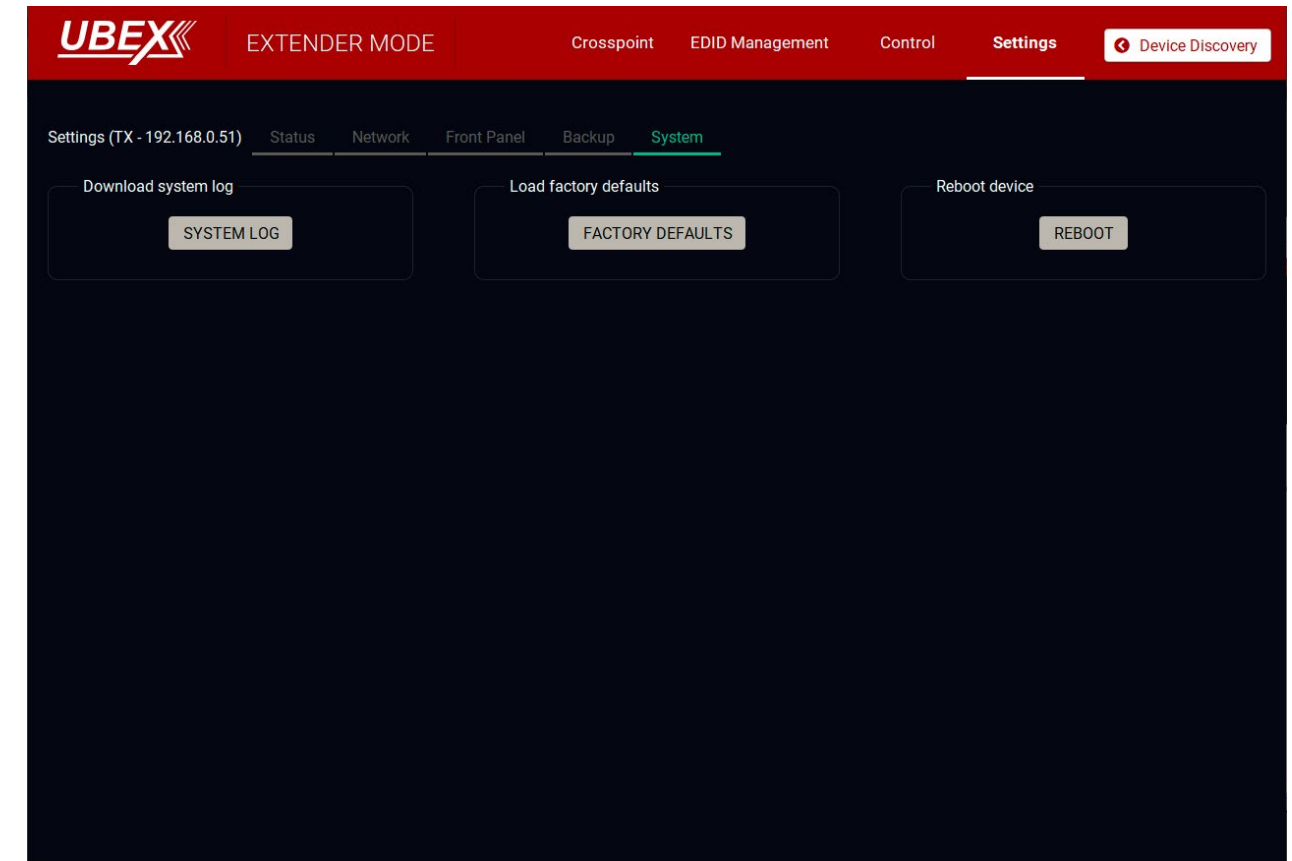 UBEX EXTENDER MODE Crosspoint EDID Management Control Settings Device Discovery
Settings (TX - 192.168.0.51) Status Network Front Panel Backup System
Download system log Load factory defaults Reboot device
SYSTEM LOG FACTORY DEFAULTS REBOOT